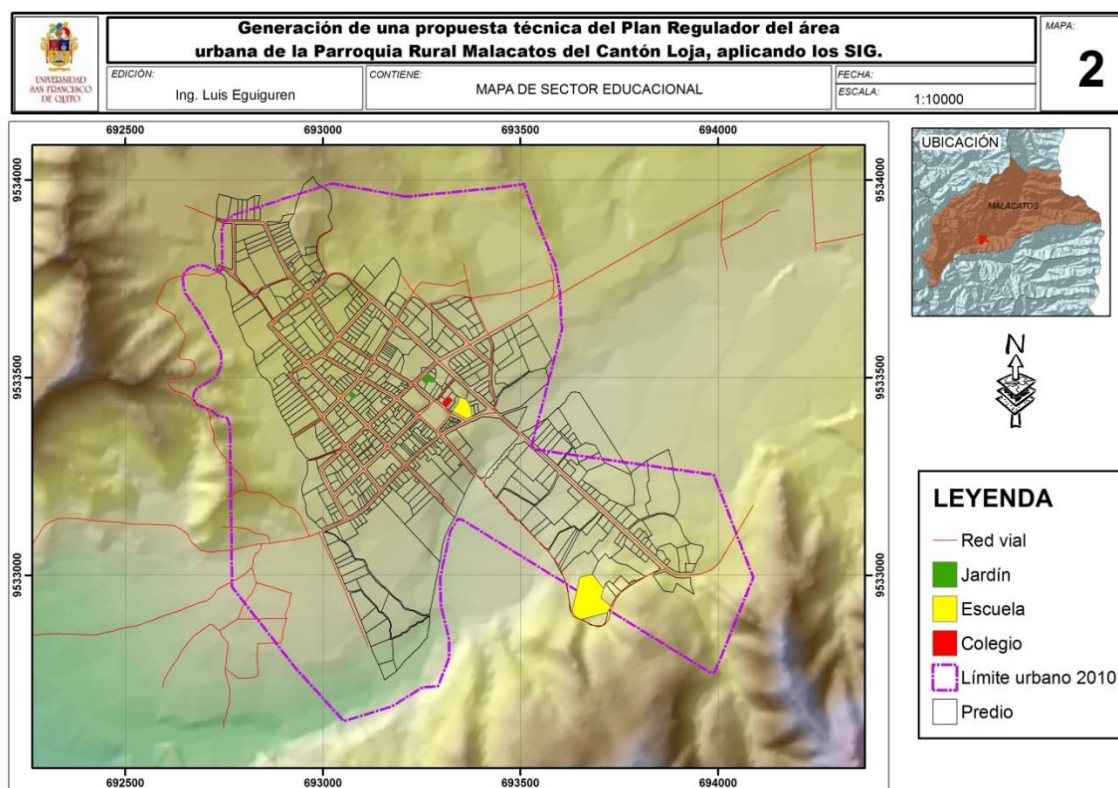 UNIVERSIDAD
SAN FRANCISCO
DE QUITO
Generación de una propuesta técnica del Plan Regulador del área
urbana de la Parroquia Rural Malacatos del Cantón Loja, aplicando los SIG.
EDICIÓN:
Ing. Luis Eguiguren
CONTIENE:
MAPA DE SECTOR EDUCACIONAL
FECHA:
ESCALA:
1:10000
MAPA:
2
692500
693000
693500
694000
9534000
9534000
9533500
9533500
9533000
9533000
692500
693000
693500
694000
UBICACIÓN
MALACATOS
N
LEYENDA
Red vial
Jardín
Escuela
Colegio
Límite urbano 2010
Predio